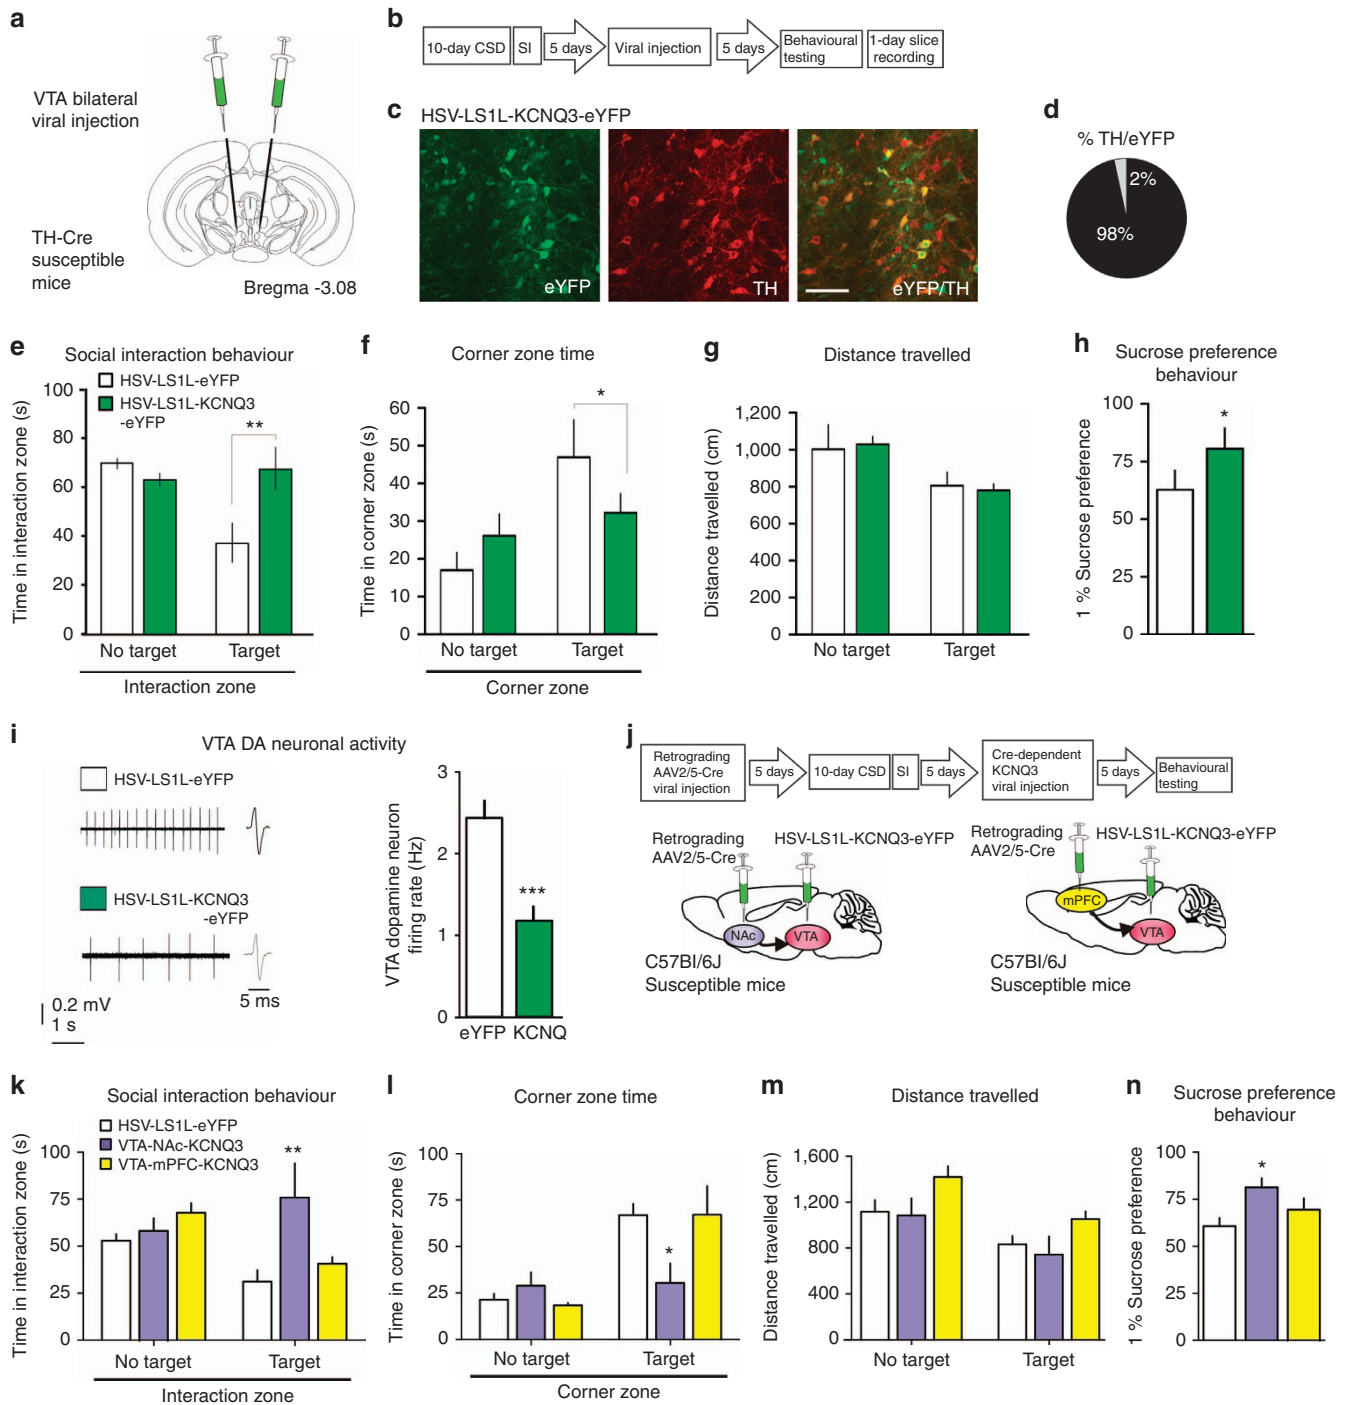 a
VTA bilateral
viral injection
TH-Cre
susceptible
mice
Bregma -3.08
b
10-day CSD
SI
5 days
Viral injection
5 days
Behavioural
testing
1-day slice
recording
c
HSV-LS1L-KCNQ3-eYFP
eYFP
TH
eYFP/TH
d
% TH/eYFP
2%
98%
e
Social interaction behaviour
HSV-LS1L-eYFP
HSV-LS1L-KCNQ3
-eYFP
Time in interaction zone (s)
100
80
60
40
20
0
**
No target
Target
Interaction zone
f
Corner zone time
Time in corner zone (s)
60
50
40
30
20
10
0
*
No target
Target
Corner zone
g
Distance travelled
Distance travelled (cm)
1,200
1,000
800
600
400
200
0
No target
Target
h
Sucrose preference
behaviour
1 % Sucrose preference
100
75
50
25
0
*
i
VTA DA neuronal activity
HSV-LS1L-eYFP
HSV-LS1L-KCNQ3
-eYFP
0.2 mV
1 s
5 ms
VTA dopamine neuron
firing rate (Hz)
3
2
1
0
***
eYFP
KCNQ
j
Retrograding
AAV2/5-Cre
viral injection
5 days
10-day CSD
SI
5 days
Cre-dependent
KCNQ3
viral injection
5 days
Behavioural
testing
Retrograding
AAV2/5-Cre
HSV-LS1L-KCNQ3-eYFP
NAc
VTA
C57BI/6J
Susceptible mice
Retrograding
AAV2/5-Cre
HSV-LS1L-KCNQ3-eYFP
mPFC
VTA
C57BI/6J
Susceptible mice
k
Social interaction behaviour
HSV-LS1L-eYFP
VTA-NAc-KCNQ3
VTA-mPFC-KCNQ3
Time in interaction zone (s)
100
75
50
25
0
**
No target
Target
Interaction zone
l
Corner zone time
Time in corner zone (s)
100
75
50
25
0
*
No target
Target
Corner zone
m
Distance travelled
Distance travelled (cm)
1,600
1,200
800
400
0
No target
Target
n
Sucrose preference
behaviour
1 % Sucrose preference
100
75
50
25
0
*